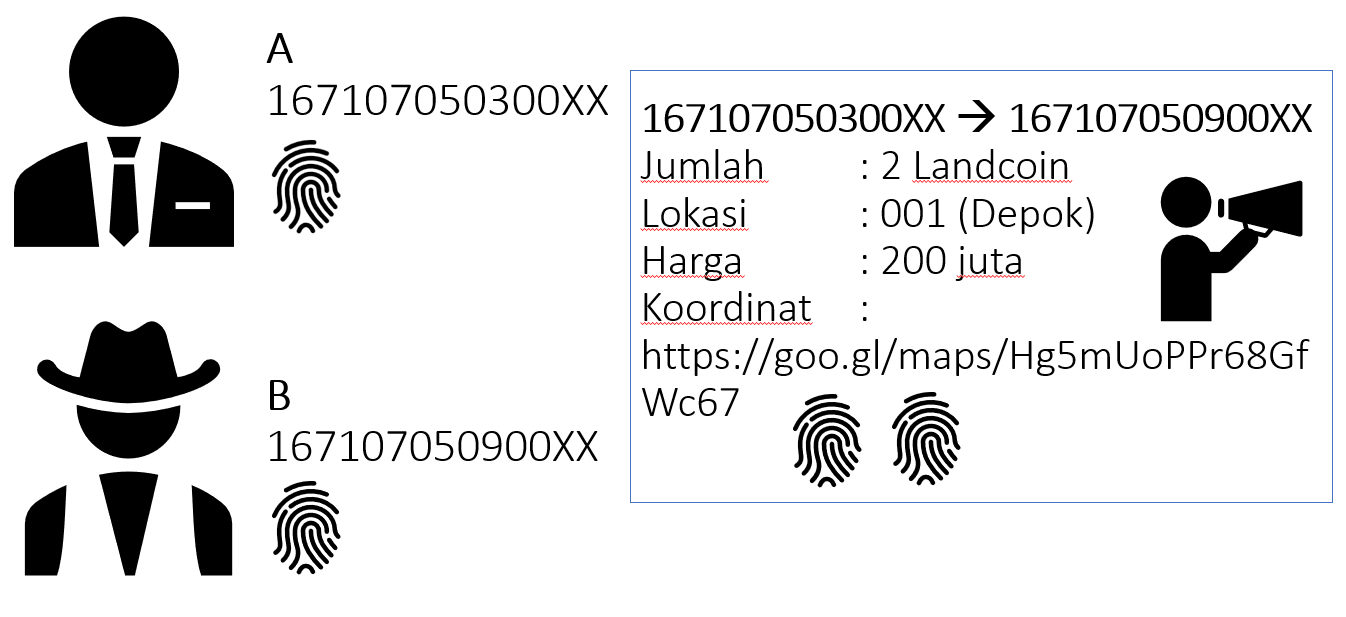 A
167107050300XX
B
167107050900XX
167107050300XX → 167107050900XX
Jumlah : 2 Landcoin
Lokasi : 001 (Depok)
Harga : 200 juta
Koordinat :
https://goo.gl/maps/Hg5mUoPPr68Gf
Wc67